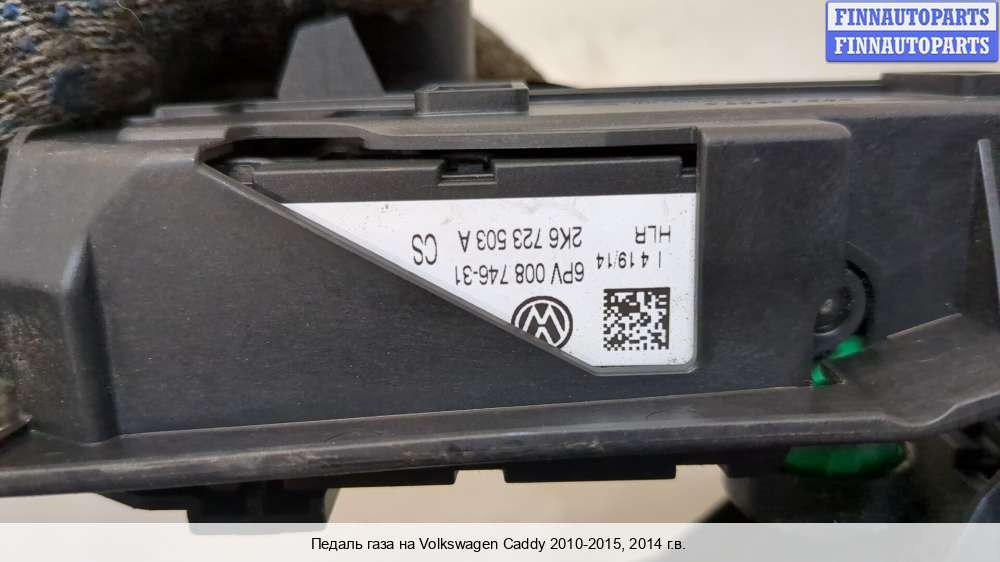 FINNAUTOPARTS
FINNAUTOPARTS
I 4 19/14
HLR
6PV 008 746-31
2K6 723 503 A
CS
Педаль газа на Volkswagen Caddy 2010-2015, 2014 г.в.